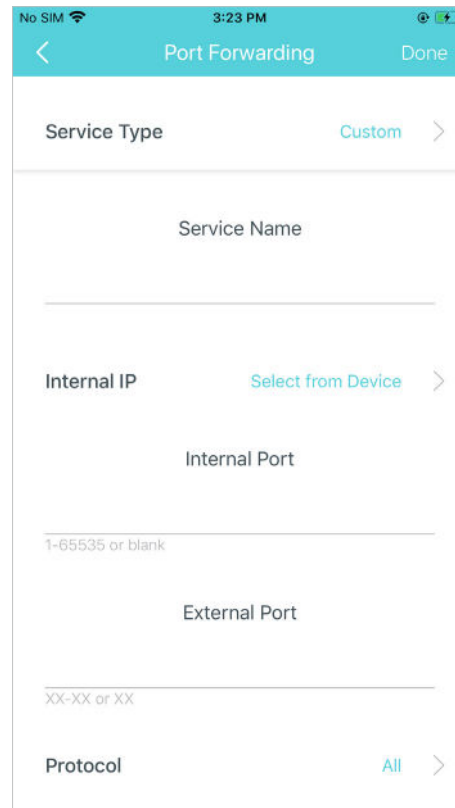 No SIM 3:23 PM
Port Forwarding Done
Service Type Custom
Service Name
Internal IP Select from Device
Internal Port
1-65535 or blank
External Port
XX-XX or XX
Protocol All